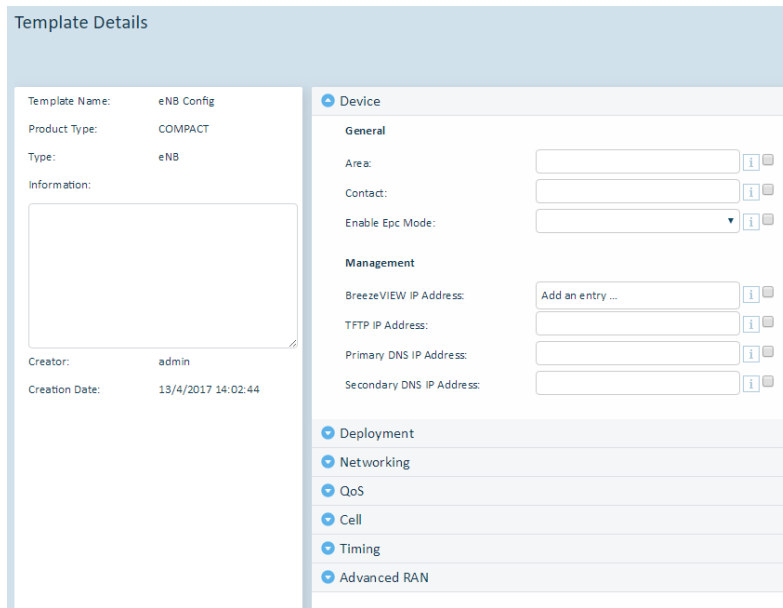 Template Details
Template Name: eNB Config
Product Type: COMPACT
Type: eNB
Information:
Creator: admin
Creation Date: 13/4/2017 14:02:44
Device
General
Area: i
Contact: i
Enable Epc Mode: i
Management
BreezeVIEW IP Address: Add an entry ... i
TFTP IP Address: i
Primary DNS IP Address: i
Secondary DNS IP Address: i
Deployment
Networking
QoS
Cell
Timing
Advanced RAN